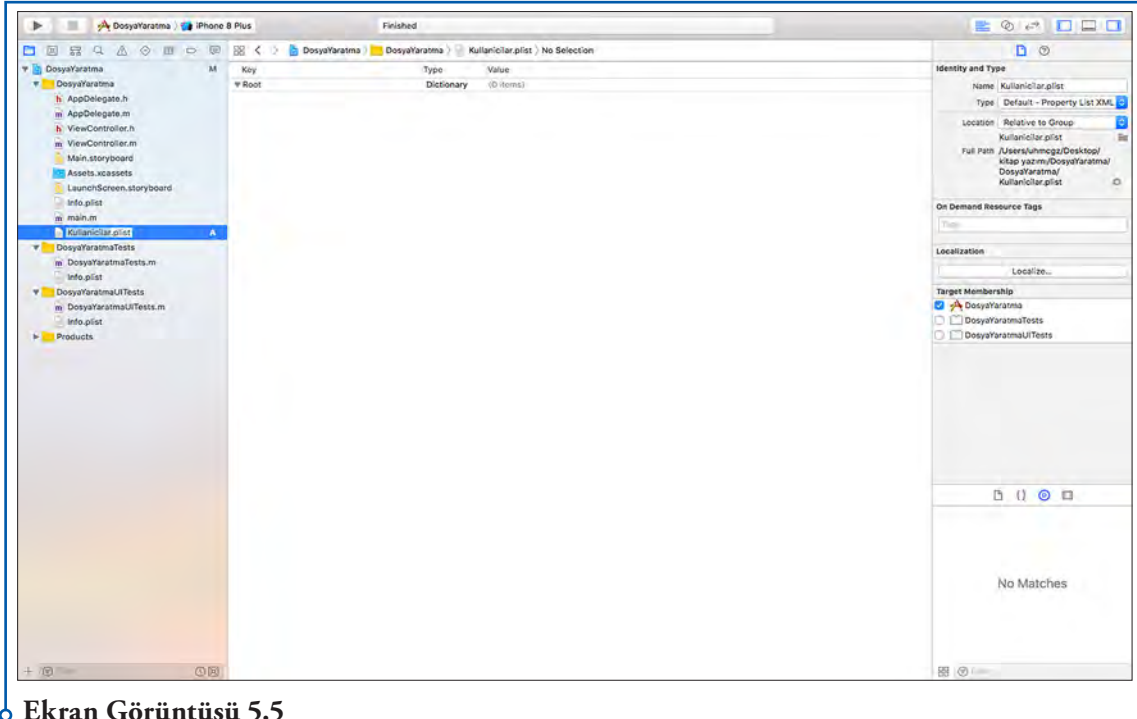 DosyaYaratma iPhone 8 Plus
Finished
DosyaYaratma DosyaYaratma Kullanicilar.plist No Selection
DosyaYaratma M
DosyaYaratma
h AppDelegate.h
m AppDelegate.m
h ViewController.h
m ViewController.m
Main.storyboard
Assets.xcassets
LaunchScreen.storyboard
Info.plist
m main.m
Kullanicilar.plist A
DosyaYaratmaTests
m DosyaYaratmaTests.m
Info.plist
DosyaYaratmaUITests
m DosyaYaratmaUITests.m
Info.plist
Products
Key Type Value
Root Dictionary (0 items)
Identity and Type
Name Kullanicilar.plist
Type Default - Property List XML
Location Relative to Group
Kullanicilar.plist
Full Path /Users/uhmcgz/Desktop/
kitap yazımı/DosyaYaratma/
DosyaYaratma/
Kullanicilar.plist
On Demand Resource Tags
Tags
Localization
Localize...
Target Membership
DosyaYaratma
DosyaYaratmaTests
DosyaYaratmaUITests
No Matches
Filter
Filter
Ekran Görüntüsü 5.5